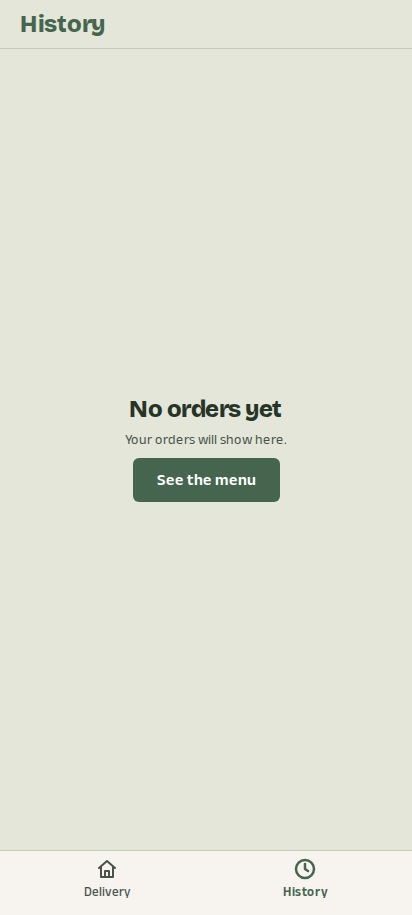 History
No orders yet
Your orders will show here.
See the menu
Delivery
History